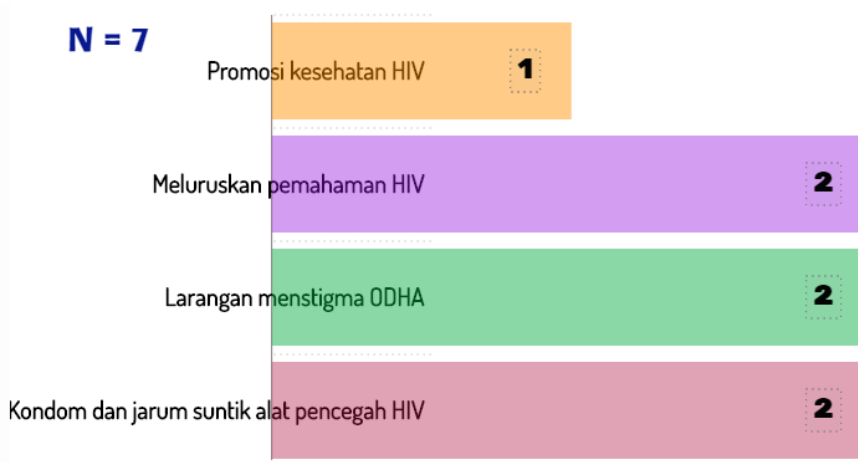 N = 7
Promosi kesehatan HIV 1
Meluruskan pemahaman HIV 2
Larangan menstigma ODHA 2
Kondom dan jarum suntik alat pencegah HIV 2